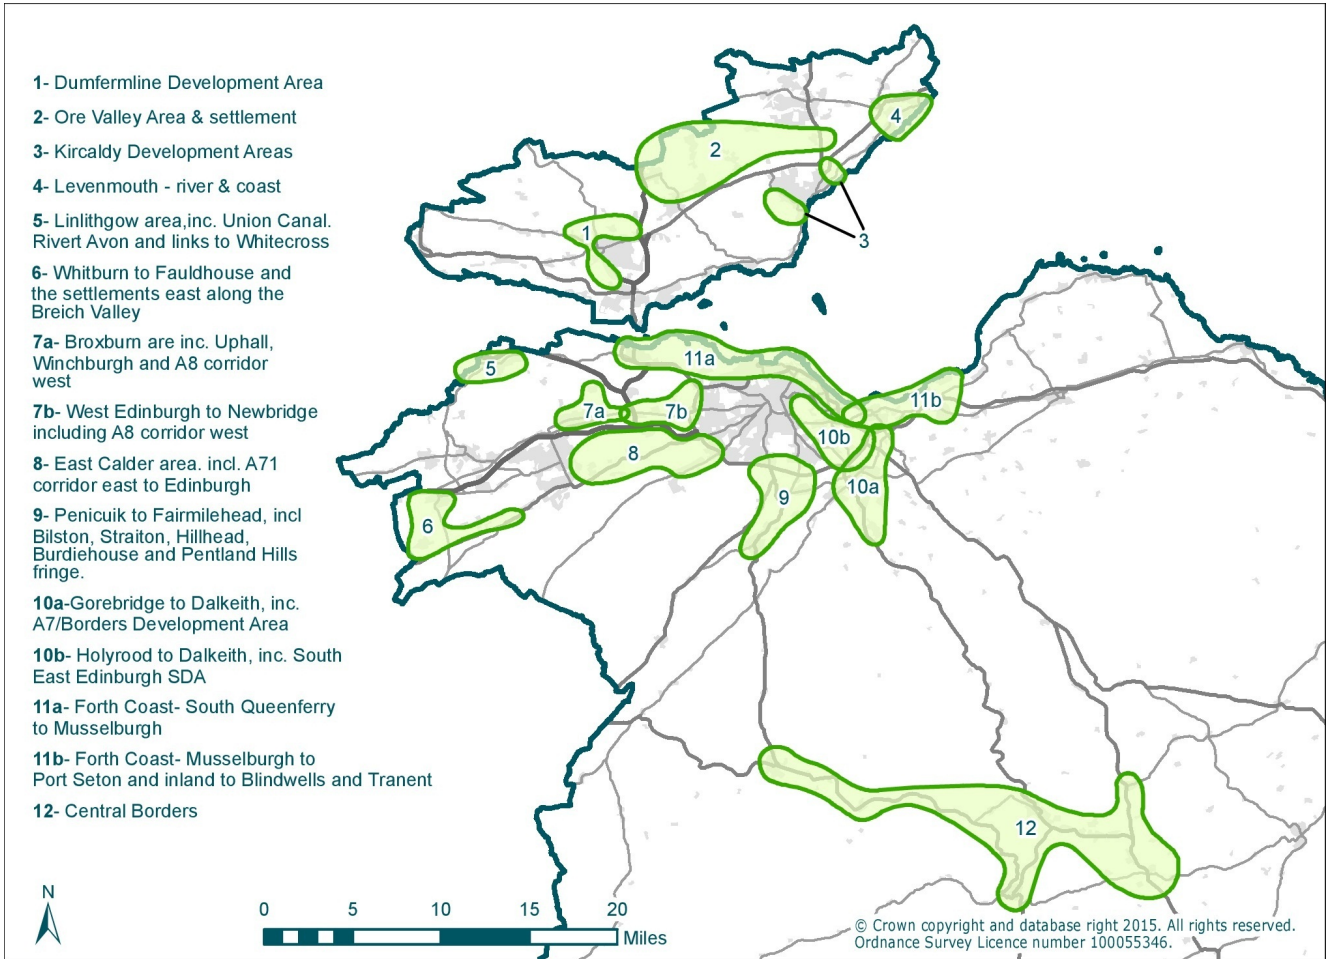 1- Dumfermline Development Area
2- Ore Valley Area & settlement
3- Kircaldy Development Areas
4- Levenmouth - river & coast
5- Linlithgow area,inc. Union Canal.
Rivert Avon and links to Whitecross
6- Whitburn to Fauldhouse and
the settlements east along the
Breich Valley
7a- Broxburn are inc. Uphall,
Winchburgh and A8 corridor
west
7b- West Edinburgh to Newbridge
including A8 corridor west
8- East Calder area. incl. A71
corridor east to Edinburgh
9- Penicuik to Fairmilehead, incl
Bilston, Straiton, Hillhead,
Burdiehouse and Pentland Hills
fringe.
10a-Gorebridge to Dalkeith, inc.
A7/Borders Development Area
10b- Holyrood to Dalkeith, inc. South
East Edinburgh SDA
11a- Forth Coast- South Queenferry
to Musselburgh
11b- Forth Coast- Musselburgh to
Port Seton and inland to Blindwells and Tranent
12- Central Borders
4
2
1
3
11a
5
7a
7b
11b
10b
8
9
10a
6
12
N
0 5 10 15 20
Miles
© Crown copyright and database right 2015. All rights reserved.
Ordnance Survey Licence number 100055346.